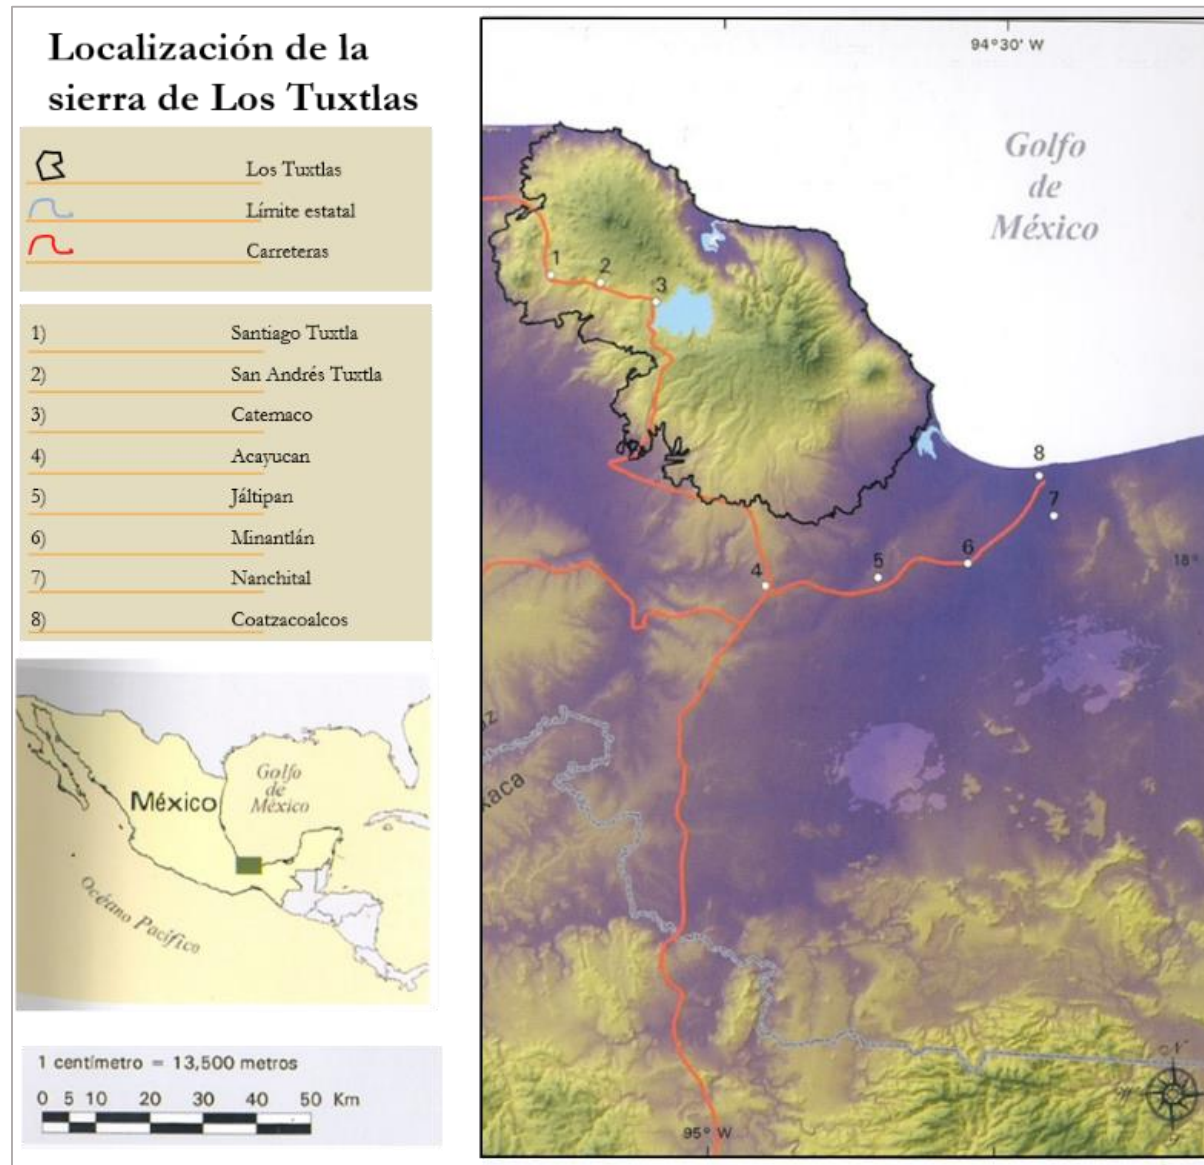 Localización de la
sierra de Los Tuxtlas
Los Tuxtlas
Límite estatal
Carreteras
1) Santiago Tuxtla
2) San Andrés Tuxtla
3) Catemaco
4) Acayucan
5) Jáltipan
6) Minantlán
7) Nanchital
8) Coatzacoalcos
Golfo
de
México
México
Océano Pacífico
1 centímetro = 13,500 metros
0 5 10 20 30 40 50 Km
94°30' W
Golfo
de
México
1
2
3
8
7
6
5
4
18°
95° W
N